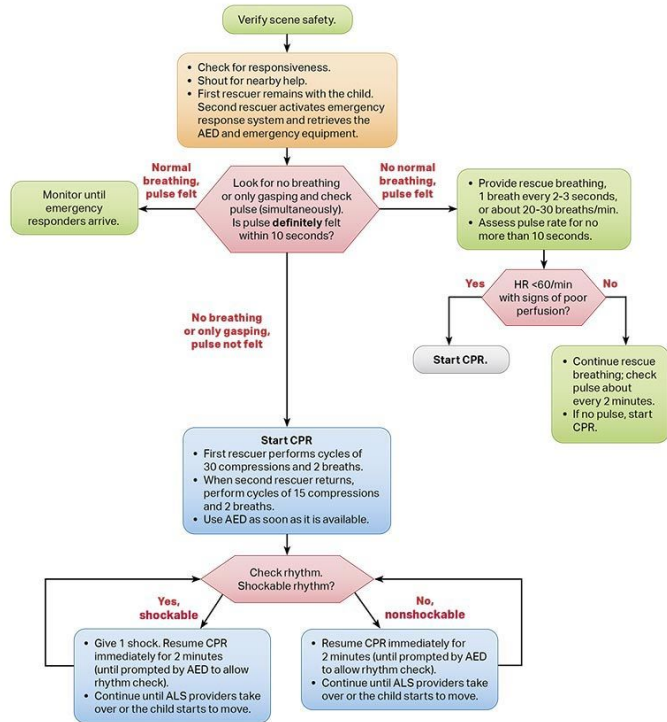 Verify scene safety.
• Check for responsiveness.
• Shout for nearby help.
• First rescuer remains with the child.
Second rescuer activates emergency
response system and retrieves the
AED and emergency equipment.
Normal
breathing,
pulse felt
Look for no breathing
or only gasping and check
pulse (simultaneously).
Is pulse definitely felt
within 10 seconds?
No normal
breathing,
pulse felt
Monitor until
emergency
responders arrive.
• Provide rescue breathing,
1 breath every 2-3 seconds,
or about 20-30 breaths/min.
• Assess pulse rate for no
more than 10 seconds.
Yes
HR <60/min
with signs of poor
perfusion?
No
Start CPR.
• Continue rescue
breathing; check
pulse about
every 2 minutes.
• If no pulse, start
CPR.
No breathing
or only gasping,
pulse not felt
Start CPR
• First rescuer performs cycles of
30 compressions and 2 breaths.
• When second rescuer returns,
perform cycles of 15 compressions
and 2 breaths.
• Use AED as soon as it is available.
Check rhythm.
Shockable rhythm?
Yes,
shockable
No,
nonshockable
• Give 1 shock. Resume CPR
immediately for 2 minutes
(until prompted by AED to allow
rhythm check).
• Continue until ALS providers take
over or the child starts to move.
• Resume CPR immediately for
2 minutes (until prompted by AED
to allow rhythm check).
• Continue until ALS providers take
over or the child starts to move.